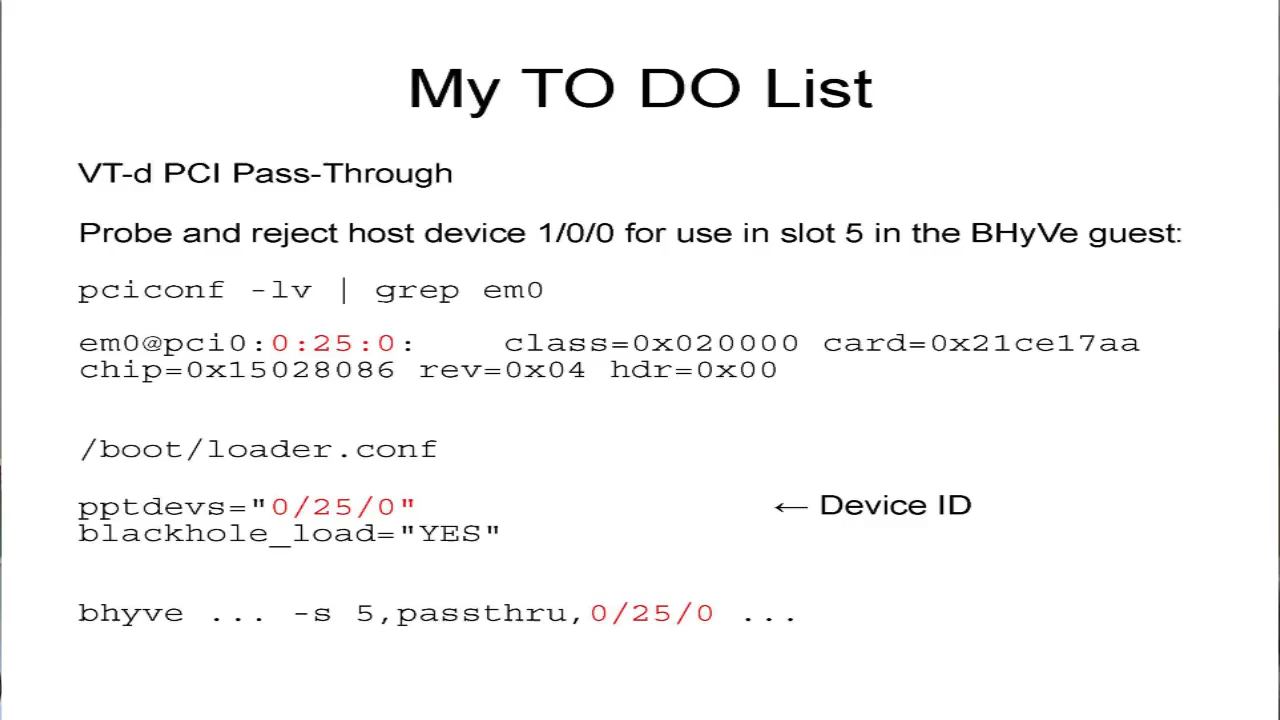 My TO DO List
VT-d PCI Pass-Through
Probe and reject host device 1/0/0 for use in slot 5 in the BHyVe guest:
pciconf -lv | grep em0
em0@pci0:0:25:0: class=0x020000 card=0x21ce17aa
chip=0x15028086 rev=0x04 hdr=0x00
/boot/loader.conf
pptdevs="0/25/0" ← Device ID
blackhole_load="YES"
bhyve ... -s 5,passthru,0/25/0 ...